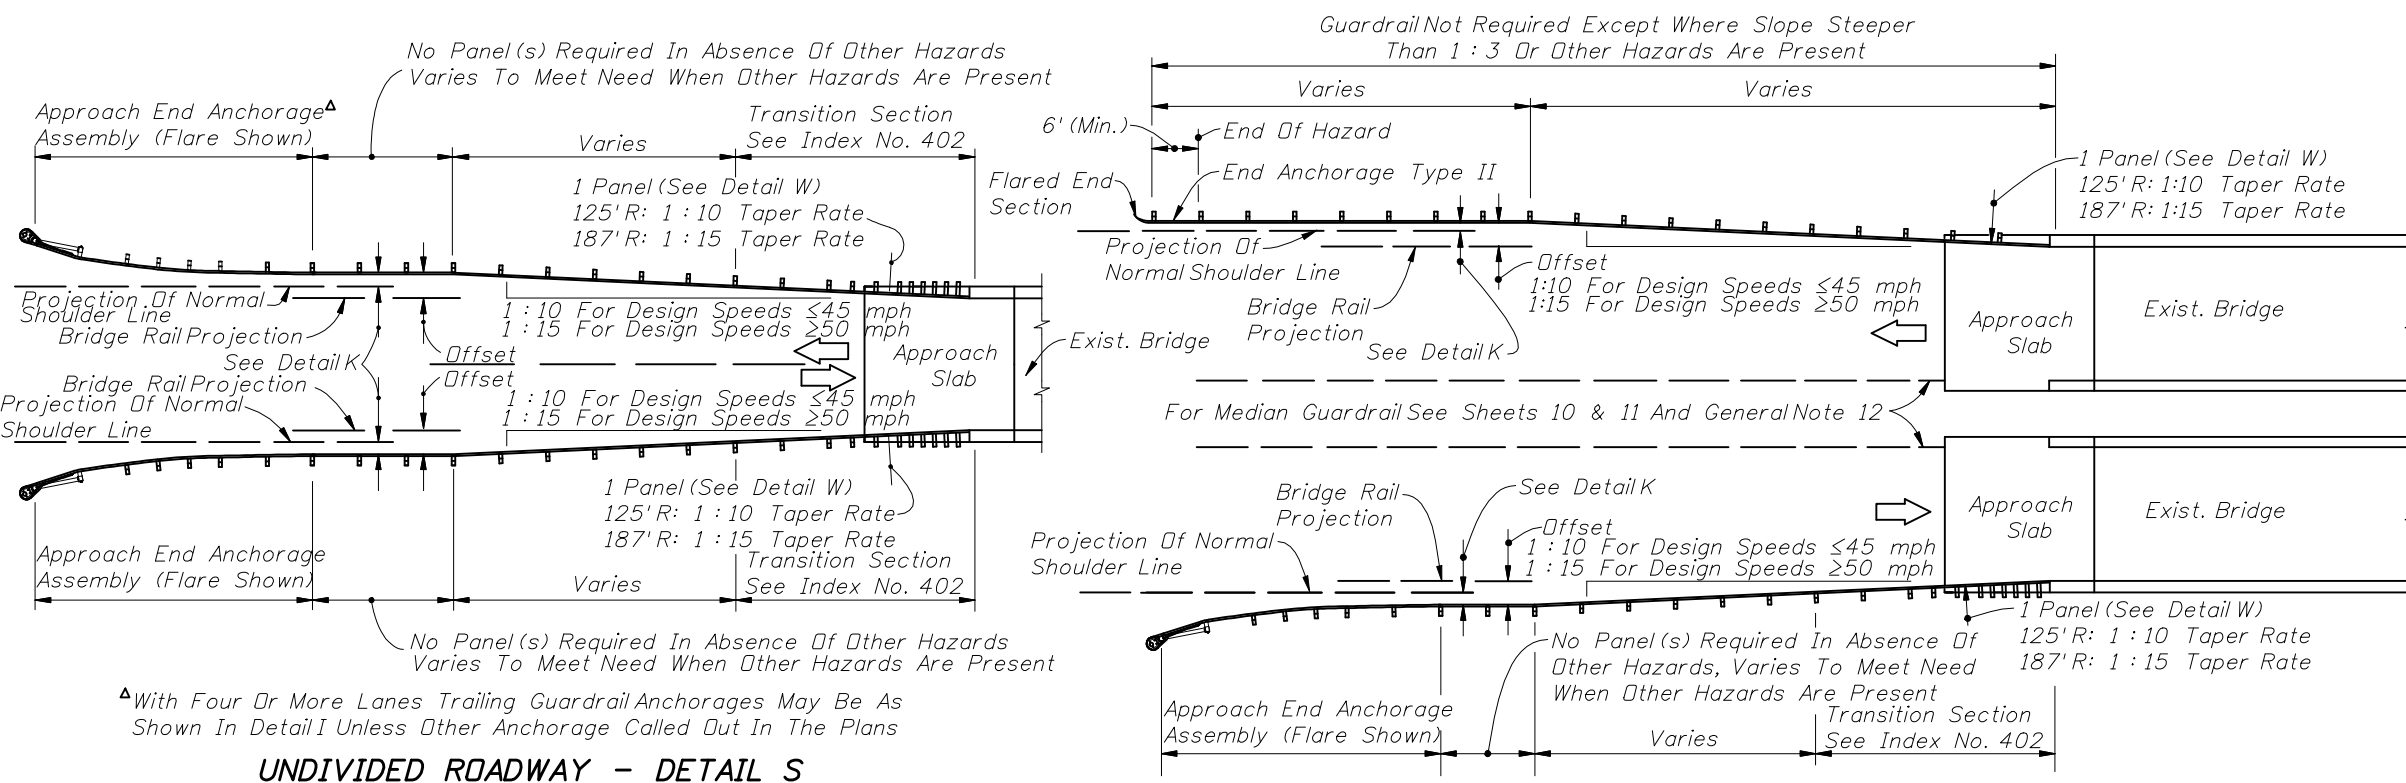 No Panel(s) Required In Absence Of Other Hazards
Varies To Meet Need When Other Hazards Are Present
Approach End Anchorage Δ
Assembly (Flare Shown)
Transition Section
See Index No. 402
Varies
1 Panel (See Detail W)
125' R: 1 : 10 Taper Rate
187' R: 1 : 15 Taper Rate
Projection Of Normal
Shoulder Line
Bridge Rail Projection
See Detail K
1 : 10 For Design Speeds ≤45 mph
1 : 15 For Design Speeds ≥50 mph
Offset
Approach
Slab
Exist. Bridge
Bridge Rail Projection
Offset
Projection Of Normal
Shoulder Line
1 : 10 For Design Speeds ≤45 mph
1 : 15 For Design Speeds ≥50 mph
1 Panel (See Detail W)
125' R: 1 : 10 Taper Rate
187' R: 1 : 15 Taper Rate
Approach End Anchorage
Assembly (Flare Shown)
Varies
Transition Section
See Index No. 402
No Panel(s) Required In Absence Of Other Hazards
Varies To Meet Need When Other Hazards Are Present
Δ With Four Or More Lanes Trailing Guardrail Anchorages May Be As
Shown In Detail I Unless Other Anchorage Called Out In The Plans
UNDIVIDED ROADWAY - DETAIL S
Guardrail Not Required Except Where Slope Steeper
Than 1 : 3 Or Other Hazards Are Present
Varies
Varies
6' (Min.)
End Of Hazard
Flared End
Section
End Anchorage Type II
1 Panel (See Detail W)
125' R: 1:10 Taper Rate
187' R: 1:15 Taper Rate
Projection Of
Normal Shoulder Line
Offset
1:10 For Design Speeds ≤45 mph
1:15 For Design Speeds ≥50 mph
Bridge Rail
Projection
See Detail K
Approach
Slab
Exist. Bridge
For Median Guardrail See Sheets 10 & 11 And General Note 12
Bridge Rail
Projection
See Detail K
Offset
Approach
Slab
Exist. Bridge
Projection Of Normal
Shoulder Line
1 : 10 For Design Speeds ≤45 mph
1 : 15 For Design Speeds ≥50 mph
1 Panel (See Detail W)
125' R: 1 : 10 Taper Rate
187' R: 1 : 15 Taper Rate
No Panel(s) Required In Absence Of
Other Hazards, Varies To Meet Need
When Other Hazards Are Present
Approach End Anchorage
Assembly (Flare Shown)
Varies
Transition Section
See Index No. 402